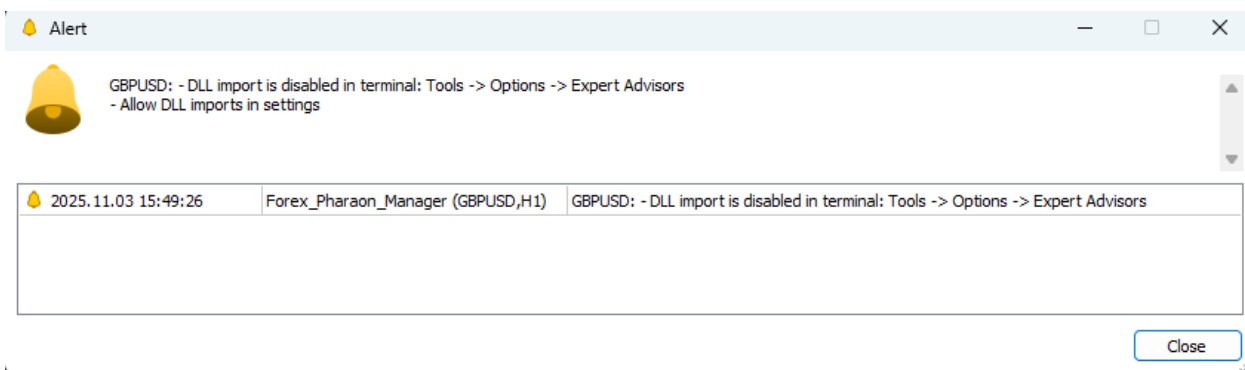 Alert
GBPUSD: - DLL import is disabled in terminal: Tools -> Options -> Expert Advisors
- Allow DLL imports in settings
2025.11.03 15:49:26 Forex_Pharaon_Manager (GBPUSD,H1) GBPUSD: - DLL import is disabled in terminal: Tools -> Options -> Expert Advisors
Close